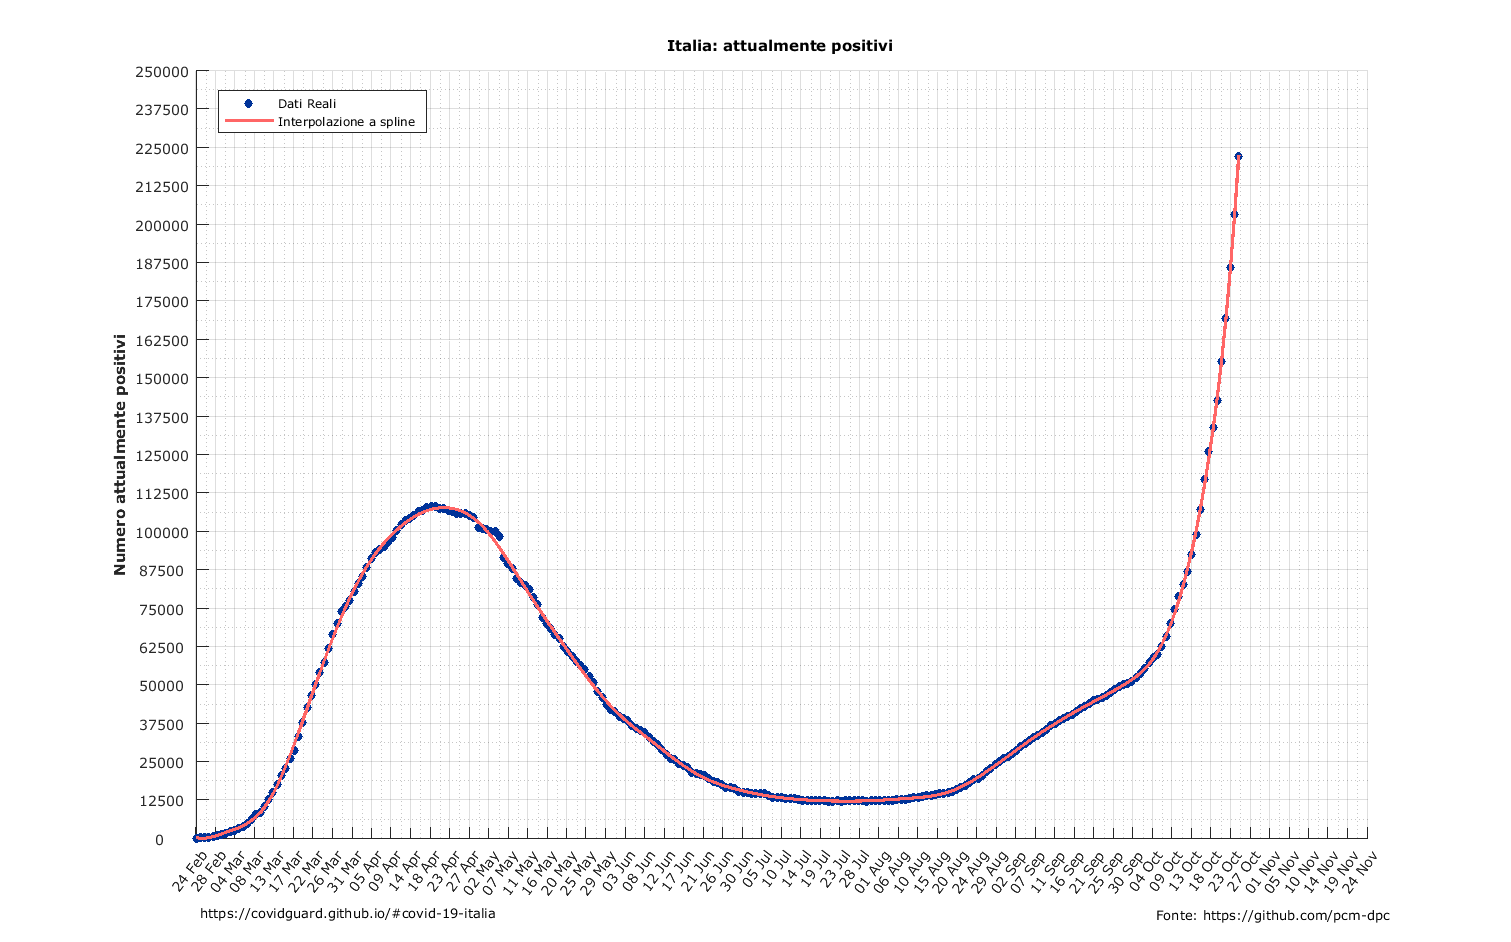 Italia: attualmente positivi
250000
237500
225000
212500
200000
187500
175000
162500
150000
137500
125000
112500
100000
87500
75000
62500
50000
37500
25000
12500
0
Numero attualmente positivi
Dati Reali
Interpolazione a spline
24 Feb
28 Feb
04 Mar
08 Mar
13 Mar
17 Mar
22 Mar
26 Mar
31 Mar
05 Apr
09 Apr
14 Apr
18 Apr
23 Apr
27 Apr
02 May
07 May
11 May
16 May
20 May
25 May
29 May
03 Jun
08 Jun
12 Jun
17 Jun
21 Jun
26 Jun
30 Jun
05 Jul
10 Jul
14 Jul
19 Jul
23 Jul
28 Jul
01 Aug
06 Aug
10 Aug
15 Aug
20 Aug
24 Aug
29 Aug
02 Sep
07 Sep
11 Sep
16 Sep
21 Sep
25 Sep
30 Sep
04 Oct
09 Oct
13 Oct
18 Oct
23 Oct
27 Oct
01 Nov
05 Nov
10 Nov
14 Nov
19 Nov
24 Nov
https://covidguard.github.io/#covid-19-italia
Fonte: https://github.com/pcm-dpc